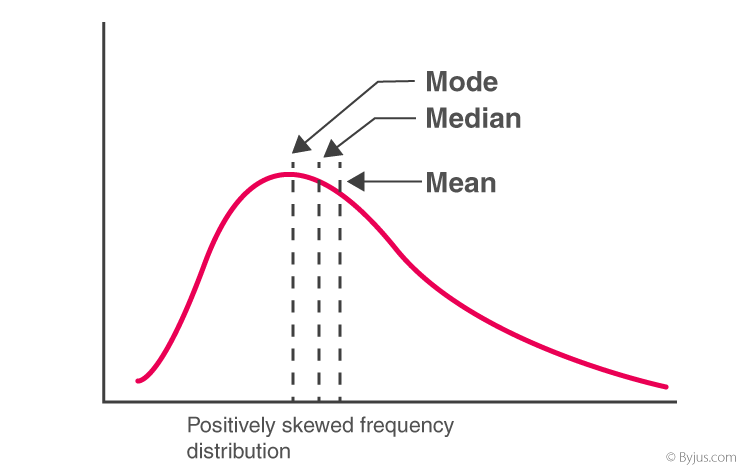 Mode
Median
Mean
Positively skewed frequency
distribution
© Byjus.com